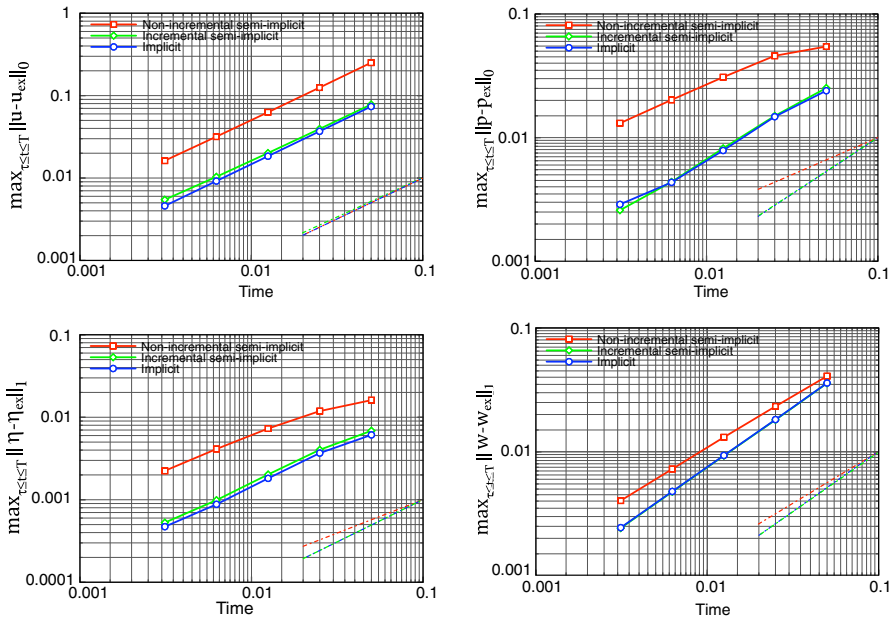 1
0.1
0.01
0.001
0.001
0.01
0.1
Time
max τ≤t≤T ||u-u_ex||_0
Non-incremental semi-implicit
Incremental semi-implicit
Implicit
0.1
0.01
0.001
0.001
0.01
0.1
Time
max τ≤t≤T ||p-p_ex||_0
Non-incremental semi-implicit
Incremental semi-implicit
Implicit
0.1
0.01
0.001
0.0001
0.001
0.01
0.1
Time
max τ≤t≤T || η-η_ex||_1
Non-incremental semi-implicit
Incremental semi-implicit
Implicit
0.1
0.01
0.001
0.001
0.01
0.1
Time
max τ≤t≤T || w-w_ex||_1
Non-incremental semi-implicit
Incremental semi-implicit
Implicit